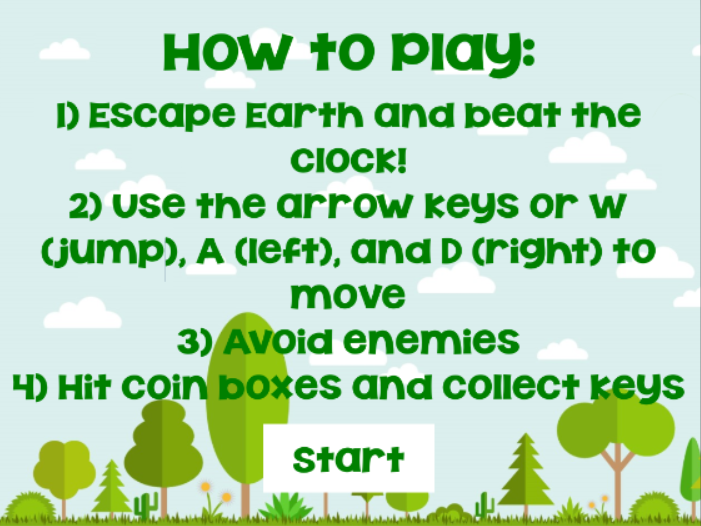 How to play:
1) Escape Earth and beat the
clock!
2) Use the arrow keys or W
(jump), A (left), and D (right) to
move
3) Avoid enemies
4) Hit coin boxes and collect keys
Start